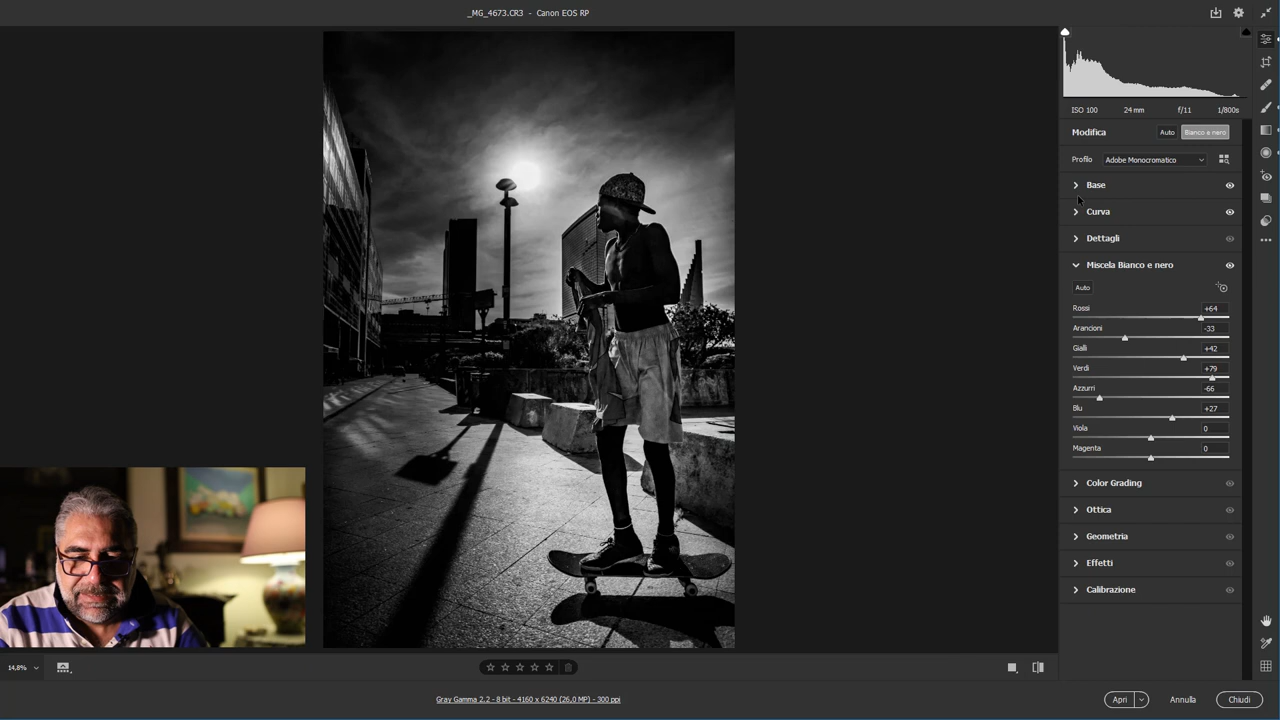 _MG_4673.CR3 - Canon EOS RP
ISO 100 24 mm f/11 1/800s
Modifica Auto Bianco e nero
Profilo Adobe Monocromatico
Base
Curva
Dettagli
Miscela Bianco e nero
Auto
Rossi +64
Arancioni -33
Gialli +42
Verdi +79
Azzurri -66
Blu +27
Viola 0
Magenta 0
Color Grading
Ottica
Geometria
Effetti
Calibrazione
14,8%
Gray Gamma 2.2 - 8 bit - 4160 x 6240 (26,0 MP) - 300 ppi
Apri Annulla Chiudi